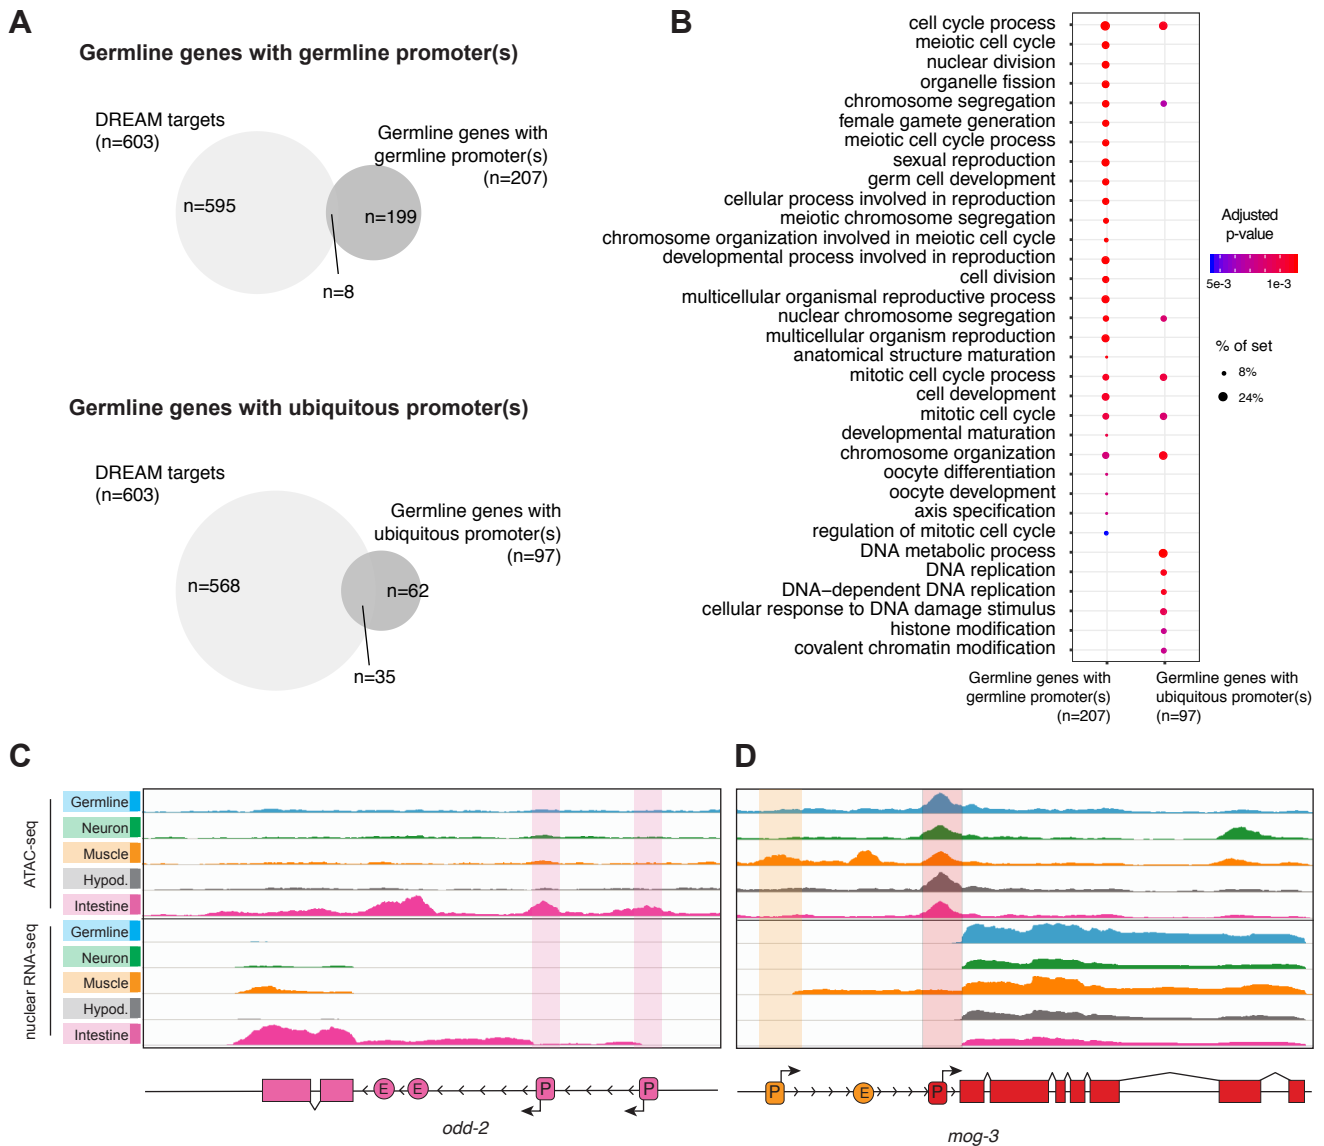 A
Germline genes with germline promoter(s)
DREAM targets
(n=603)
Germline genes with
germline promoter(s)
(n=207)
n=595
n=199
n=8
Germline genes with ubiquitous promoter(s)
DREAM targets
(n=603)
Germline genes with
ubiquitous promoter(s)
(n=97)
n=568
n=62
n=35
B
cell cycle process
meiotic cell cycle
nuclear division
organelle fission
chromosome segregation
female gamete generation
meiotic cell cycle process
sexual reproduction
germ cell development
cellular process involved in reproduction
meiotic chromosome segregation
chromosome organization involved in meiotic cell cycle
developmental process involved in reproduction
cell division
multicellular organismal reproductive process
nuclear chromosome segregation
multicellular organism reproduction
anatomical structure maturation
mitotic cell cycle process
cell development
mitotic cell cycle
developmental maturation
chromosome organization
oocyte differentiation
oocyte development
axis specification
regulation of mitotic cell cycle
DNA metabolic process
DNA replication
DNA−dependent DNA replication
cellular response to DNA damage stimulus
histone modification
covalent chromatin modification
Germline genes with
germline promoter(s)
(n=207)
Germline genes with
ubiquitous promoter(s)
(n=97)
Adjusted
p-value
5e-3 1e-3
% of set
8%
24%
C
ATAC-seq
Germline
Neuron
Muscle
Hypod.
Intestine
nuclear RNA-seq
Germline
Neuron
Muscle
Hypod.
Intestine
E E P P
odd-2
D
P E P
mog-3